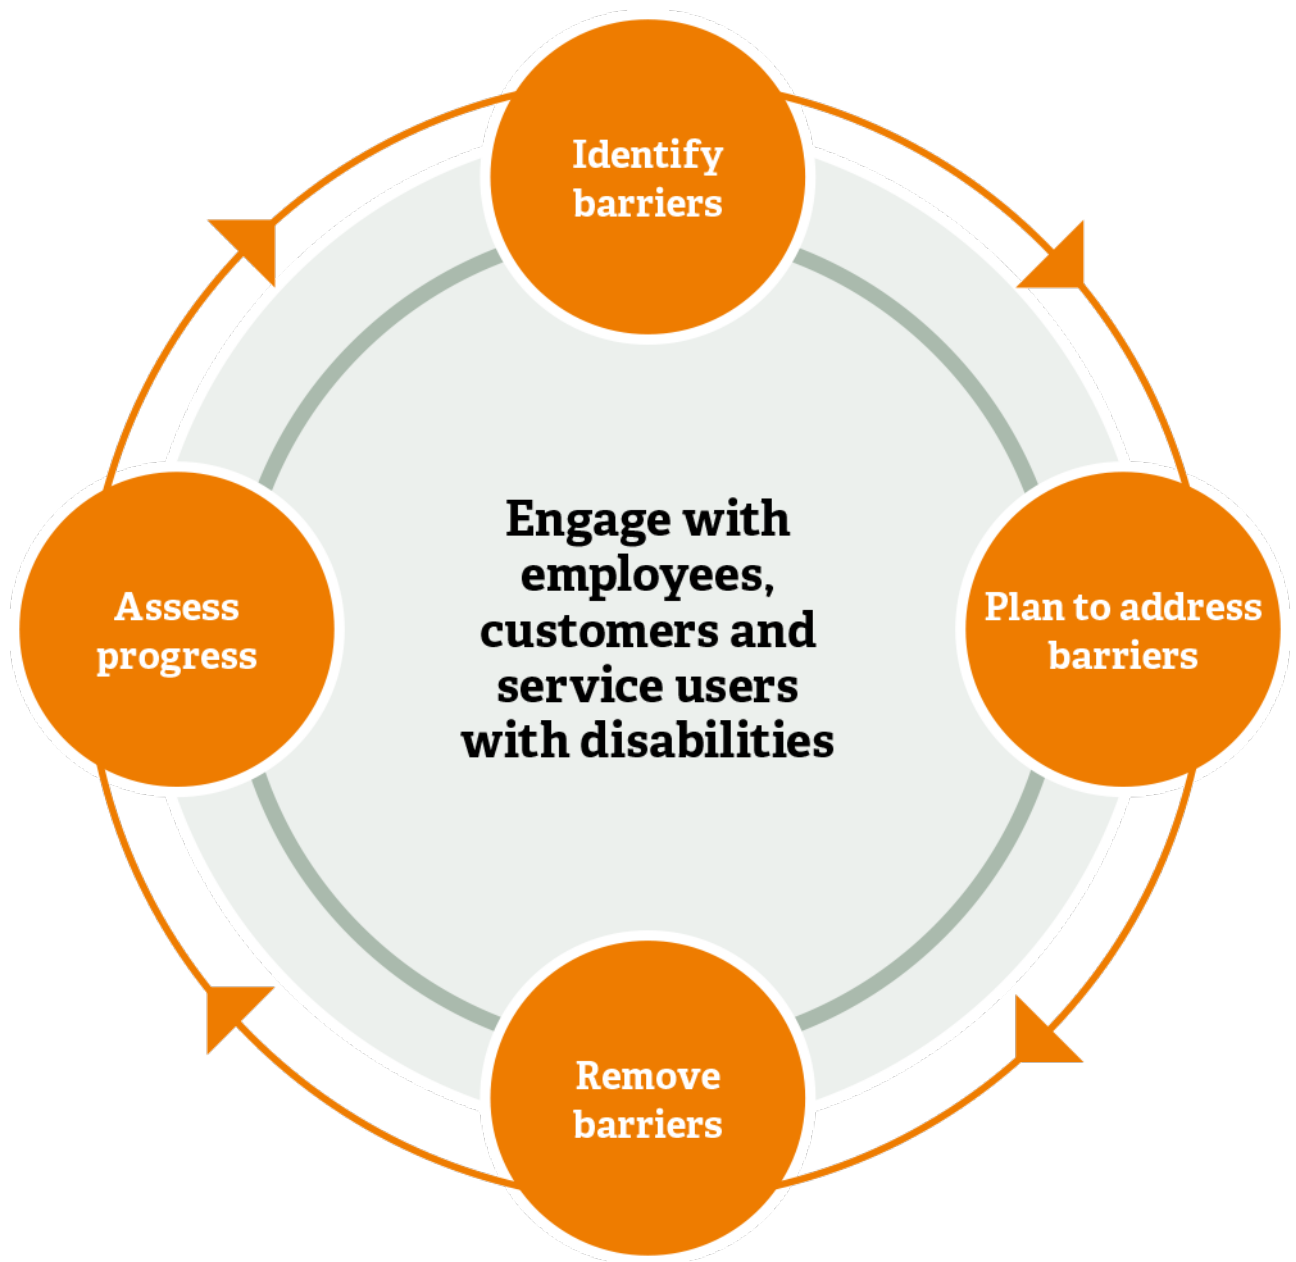 Identify
barriers
Plan to address
barriers
Remove
barriers
Assess
progress
Engage with
employees,
customers and
service users
with disabilities